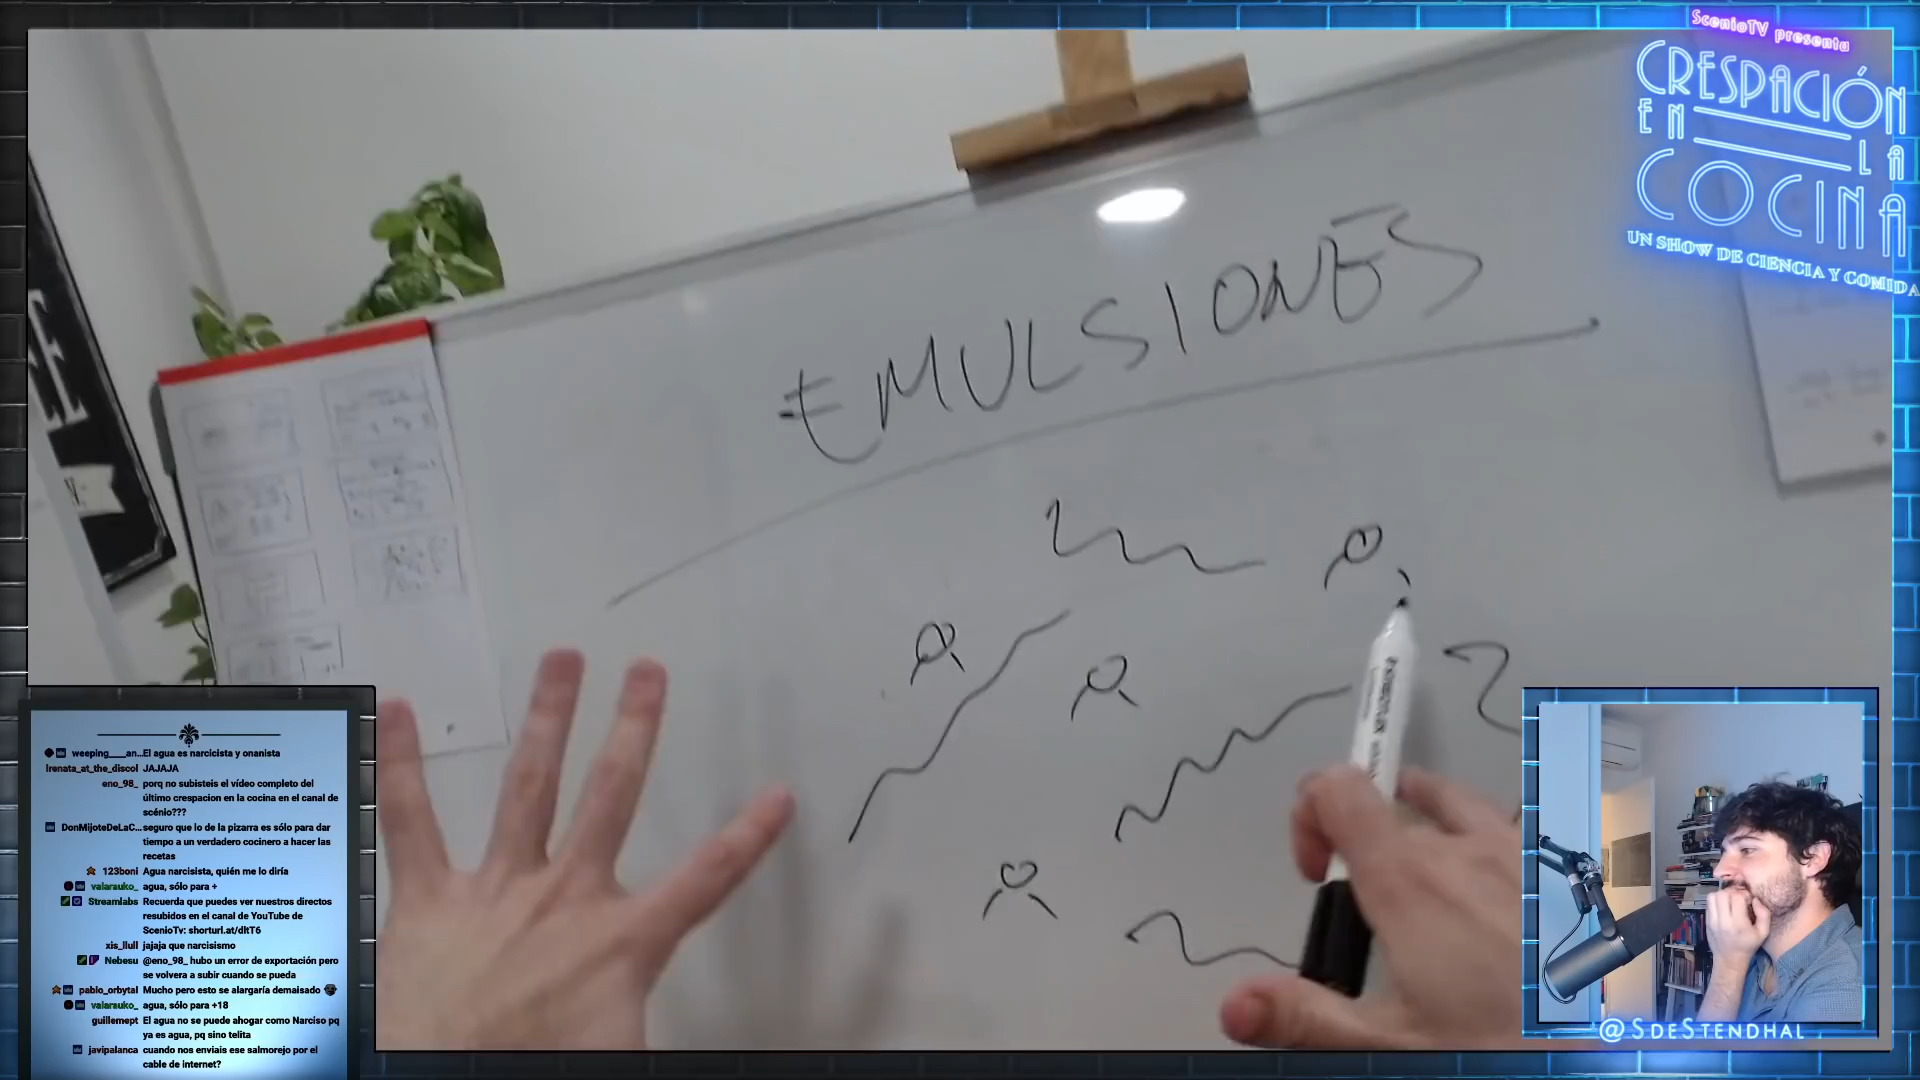 ScenioTV presenta
CRESPACIÓN
EN LA
COCINA
UN SHOW DE CIENCIA Y COMIDA
EMULSIONES
weeping___an... El agua es narcicista y onanista
Irenata_at_the_discol JAJAJA
eno_98_ porq no subisteis el vídeo completo del
último crespacion en la cocina en el canal de
scénio???
DonMijoteDeLaC... seguro que lo de la pizarra es sólo para dar
tiempo a un verdadero cocinero a hacer las
recetas
123boni Agua narcisista, quién me lo diría
valarauko_ agua, sólo para +
Streamlabs Recuerda que puedes ver nuestros directos
resubidos en el canal de YouTube de
ScenioTv: shorturl.at/dltT6
xis_llull jajaja que narcisismo
Nebesu @eno_98_ hubo un error de exportación pero
se volvera a subir cuando se pueda
pablo_orbytal Mucho pero esto se alargaría demaisado
valarauko_ agua, sólo para +18
guillemept El agua no se puede ahogar como Narciso pq
ya es agua, pq sino telita
javipalanca cuando nos enviais ese salmorejo por el
cable de internet?
@SDESTENDHAL